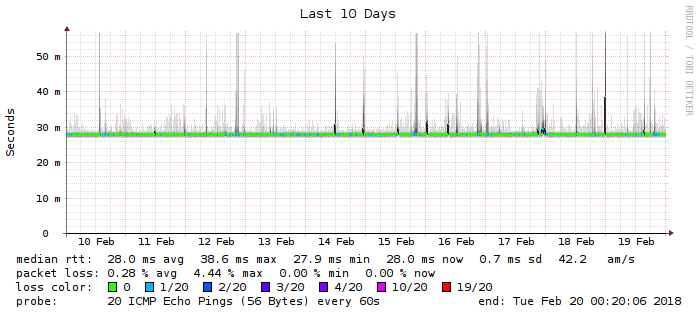 Last 10 Days
RRDTOOL / TOBI OETIKER
Seconds
50 m
40 m
30 m
20 m
10 m
0
10 Feb 11 Feb 12 Feb 13 Feb 14 Feb 15 Feb 16 Feb 17 Feb 18 Feb 19 Feb
median rtt: 28.0 ms avg 38.6 ms max 27.9 ms min 28.0 ms now 0.7 ms sd 42.2 am/s
packet loss: 0.28 % avg 4.44 % max 0.00 % min 0.00 % now
loss color: 0 1/20 2/20 3/20 4/20 10/20 19/20
probe: 20 ICMP Echo Pings (56 Bytes) every 60s end: Tue Feb 20 00:20:06 2018